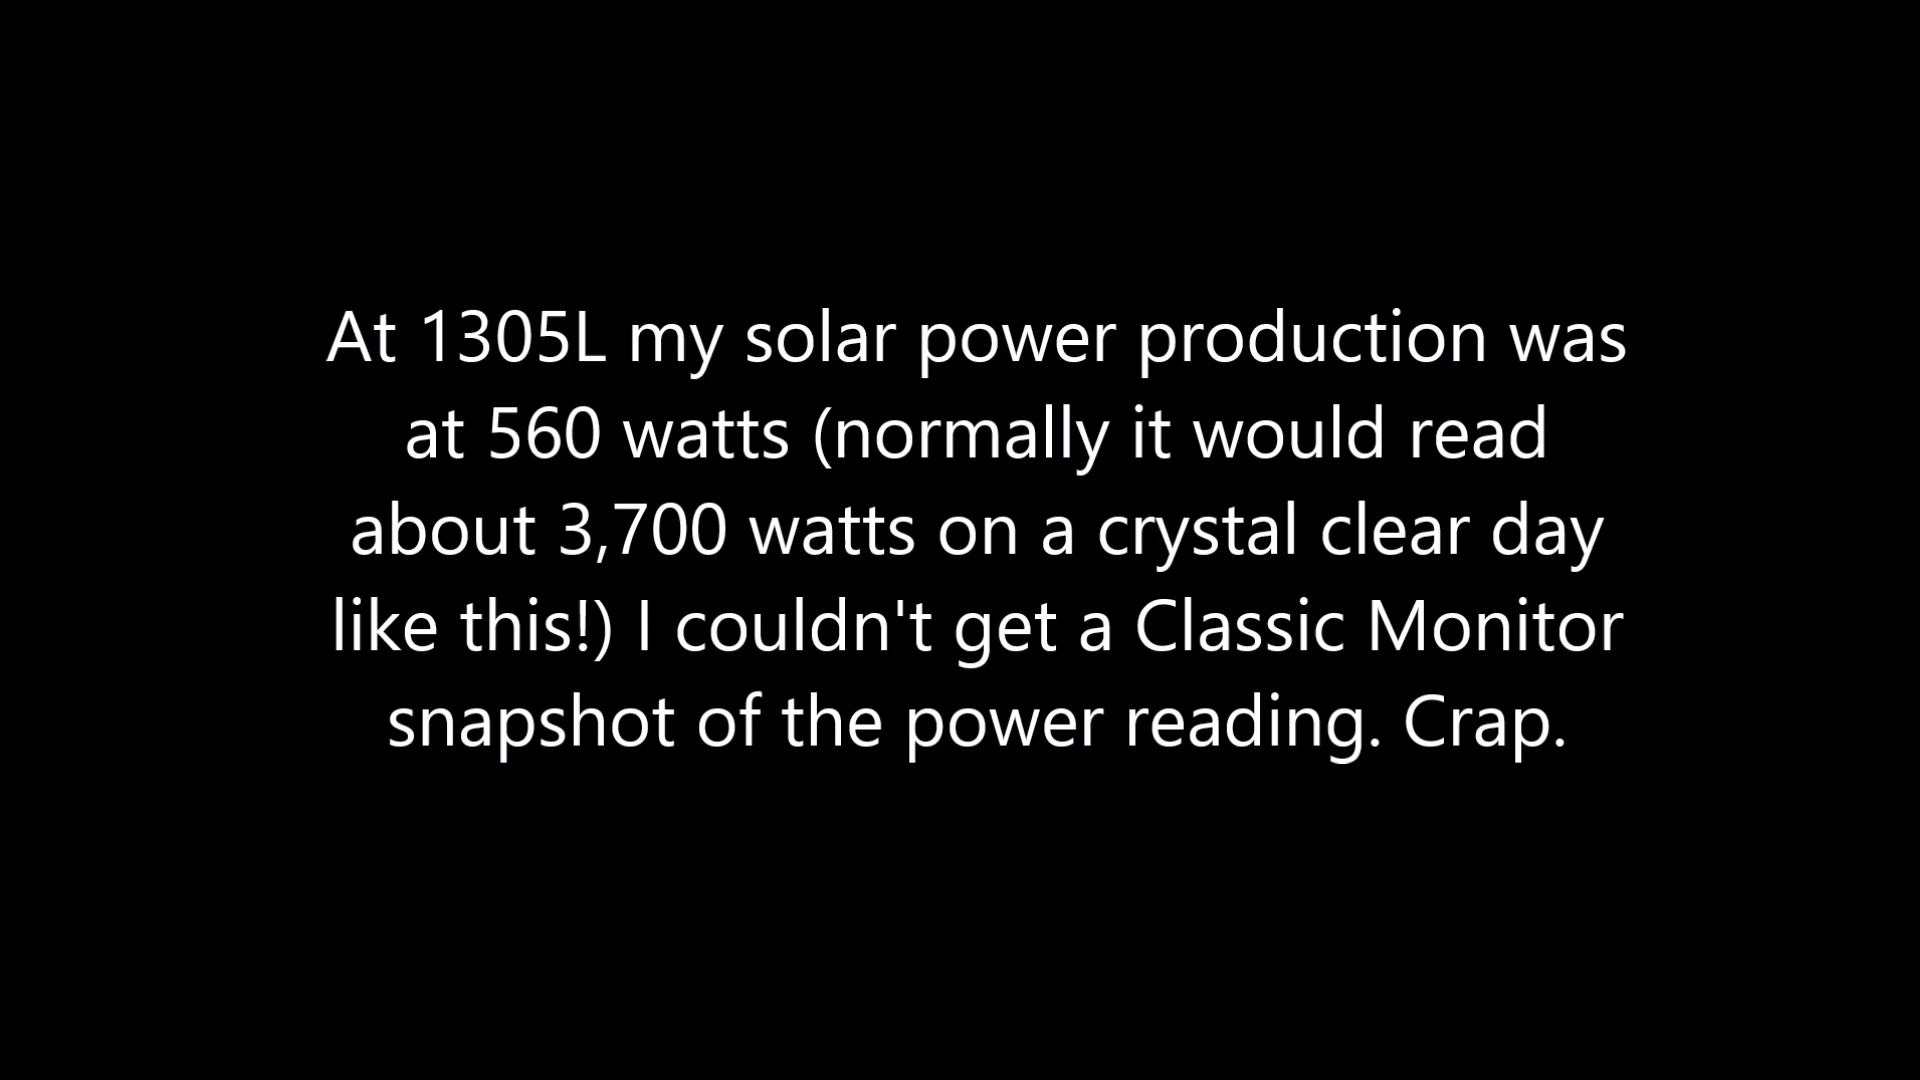 At 1305L my solar power production was
at 560 watts (normally it would read
about 3,700 watts on a crystal clear day
like this!) I couldn't get a Classic Monitor
snapshot of the power reading. Crap.